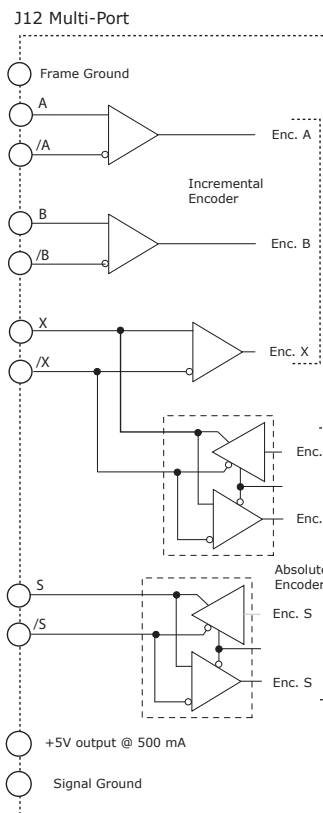 J12 Multi-Port
Frame Ground
A
/A
Enc. A
Incremental
Encoder
B
/B
Enc. B
X
/X
Enc. X
Enc.
Enc.
Absolute
Encoder
S
/S
Enc. S
Enc. S
+5V output @ 500 mA
Signal Ground